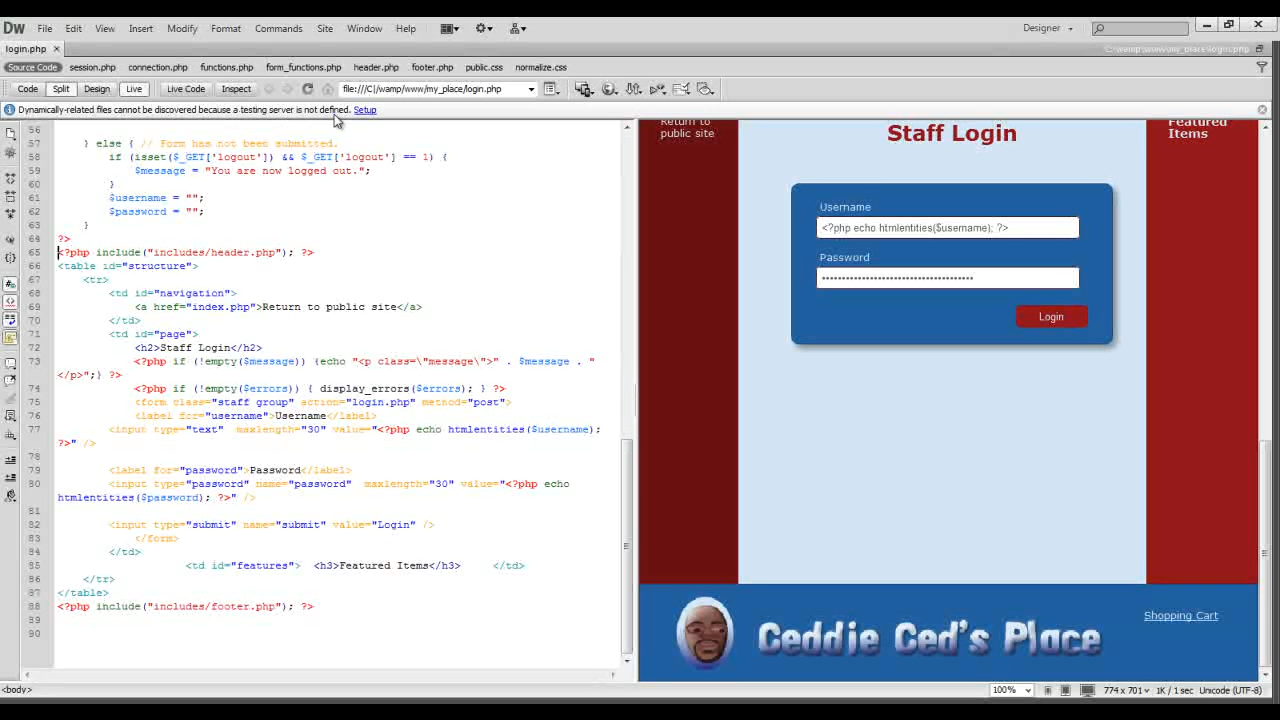 DW File Edit View Insert Modify Format Commands Site Window Help Designer
login.php C:\wamp\www\my_place\login.php
Source Code session.php connection.php functions.php form_functions.php header.php footer.php public.css normalize.css
Code Split Design Live Live Code Inspect file:///C|/wamp/www/my_place/login.php
Dynamically-related files cannot be discovered because a testing server is not defined. Setup
56
57 } else { // Form has not been submitted.
58 if (isset($_GET['logout']) && $_GET['logout'] == 1) {
59 $message = "You are now logged out.";
60 }
61 $username = "";
62 $password = "";
63 }
64 ?>
65 <?php include("includes/header.php"); ?>
66 <table id="structure">
67 <tr>
68 <td id="navigation">
69 <a href="index.php">Return to public site</a>
70 </td>
71 <td id="page">
72 <h2>Staff Login</h2>
73 <?php if (!empty($message)) {echo "<p class=\"message\">" . $message . "
</p>";} ?>
74 <?php if (!empty($errors)) { display_errors($errors); } ?>
75 <form class="staff group" action="login.php" method="post">
76 <label for="username">Username</label>
77 <input type="text" maxlength="30" value="<?php echo htmlentities($username);
?>" />
78
79 <label for="password">Password</label>
80 <input type="password" name="password" maxlength="30" value="<?php echo
htmlentities($password); ?>" />
81
82 <input type="submit" name="submit" value="Login" />
83 </form>
84 </td>
85 <td id="features"> <h3>Featured Items</h3> </td>
86 </tr>
87 </table>
88 <?php include("includes/footer.php"); ?>
89
90
Return to
public site
Staff Login
Featured
Items
Username
<?php echo htmlentities($username); ?>
Password
Login
Shopping Cart
Ceddie Ced's Place
<body> 100% 774 x 701 1K / 1 sec Unicode (UTF-8)